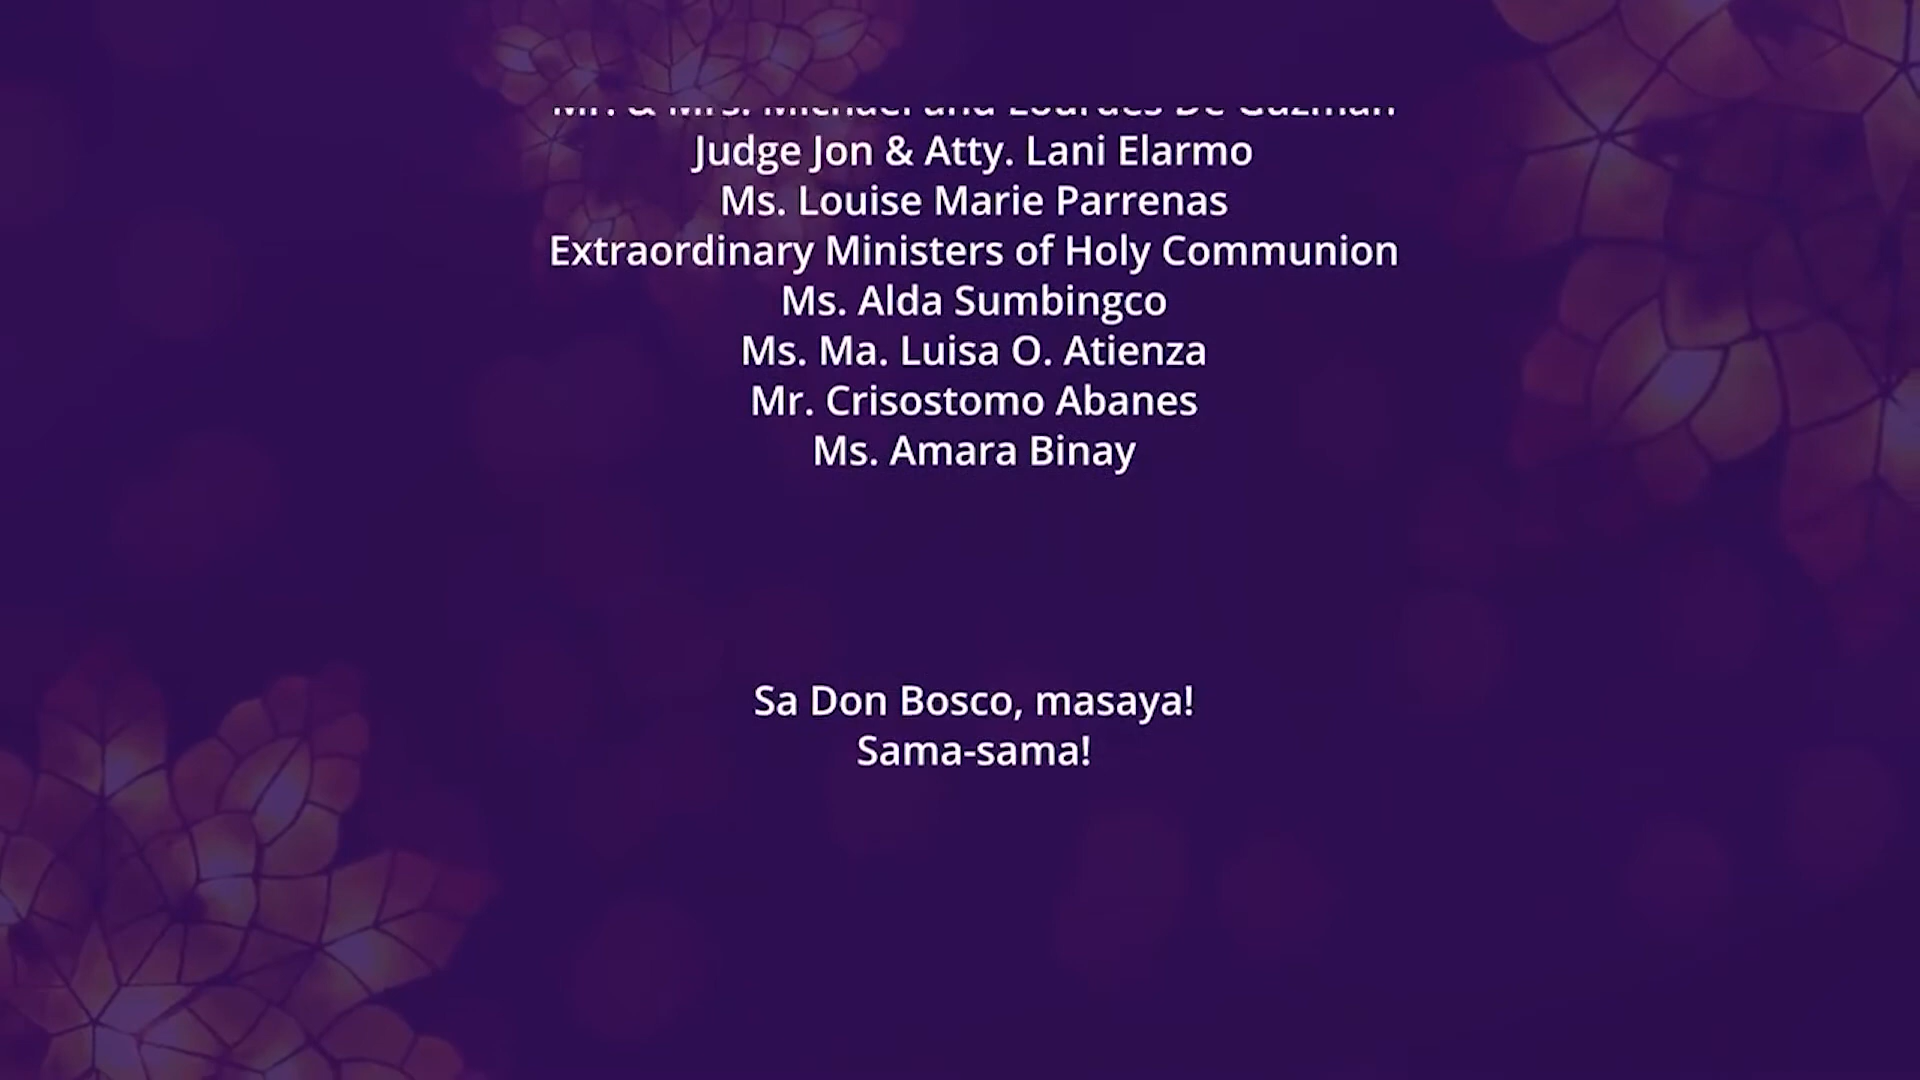 Mr. & Mrs. Michael and Lourdes De Guzman
Judge Jon & Atty. Lani Elarmo
Ms. Louise Marie Parrenas
Extraordinary Ministers of Holy Communion
Ms. Alda Sumbingco
Ms. Ma. Luisa O. Atienza
Mr. Crisostomo Abanes
Ms. Amara Binay
Sa Don Bosco, masaya!
Sama-sama!